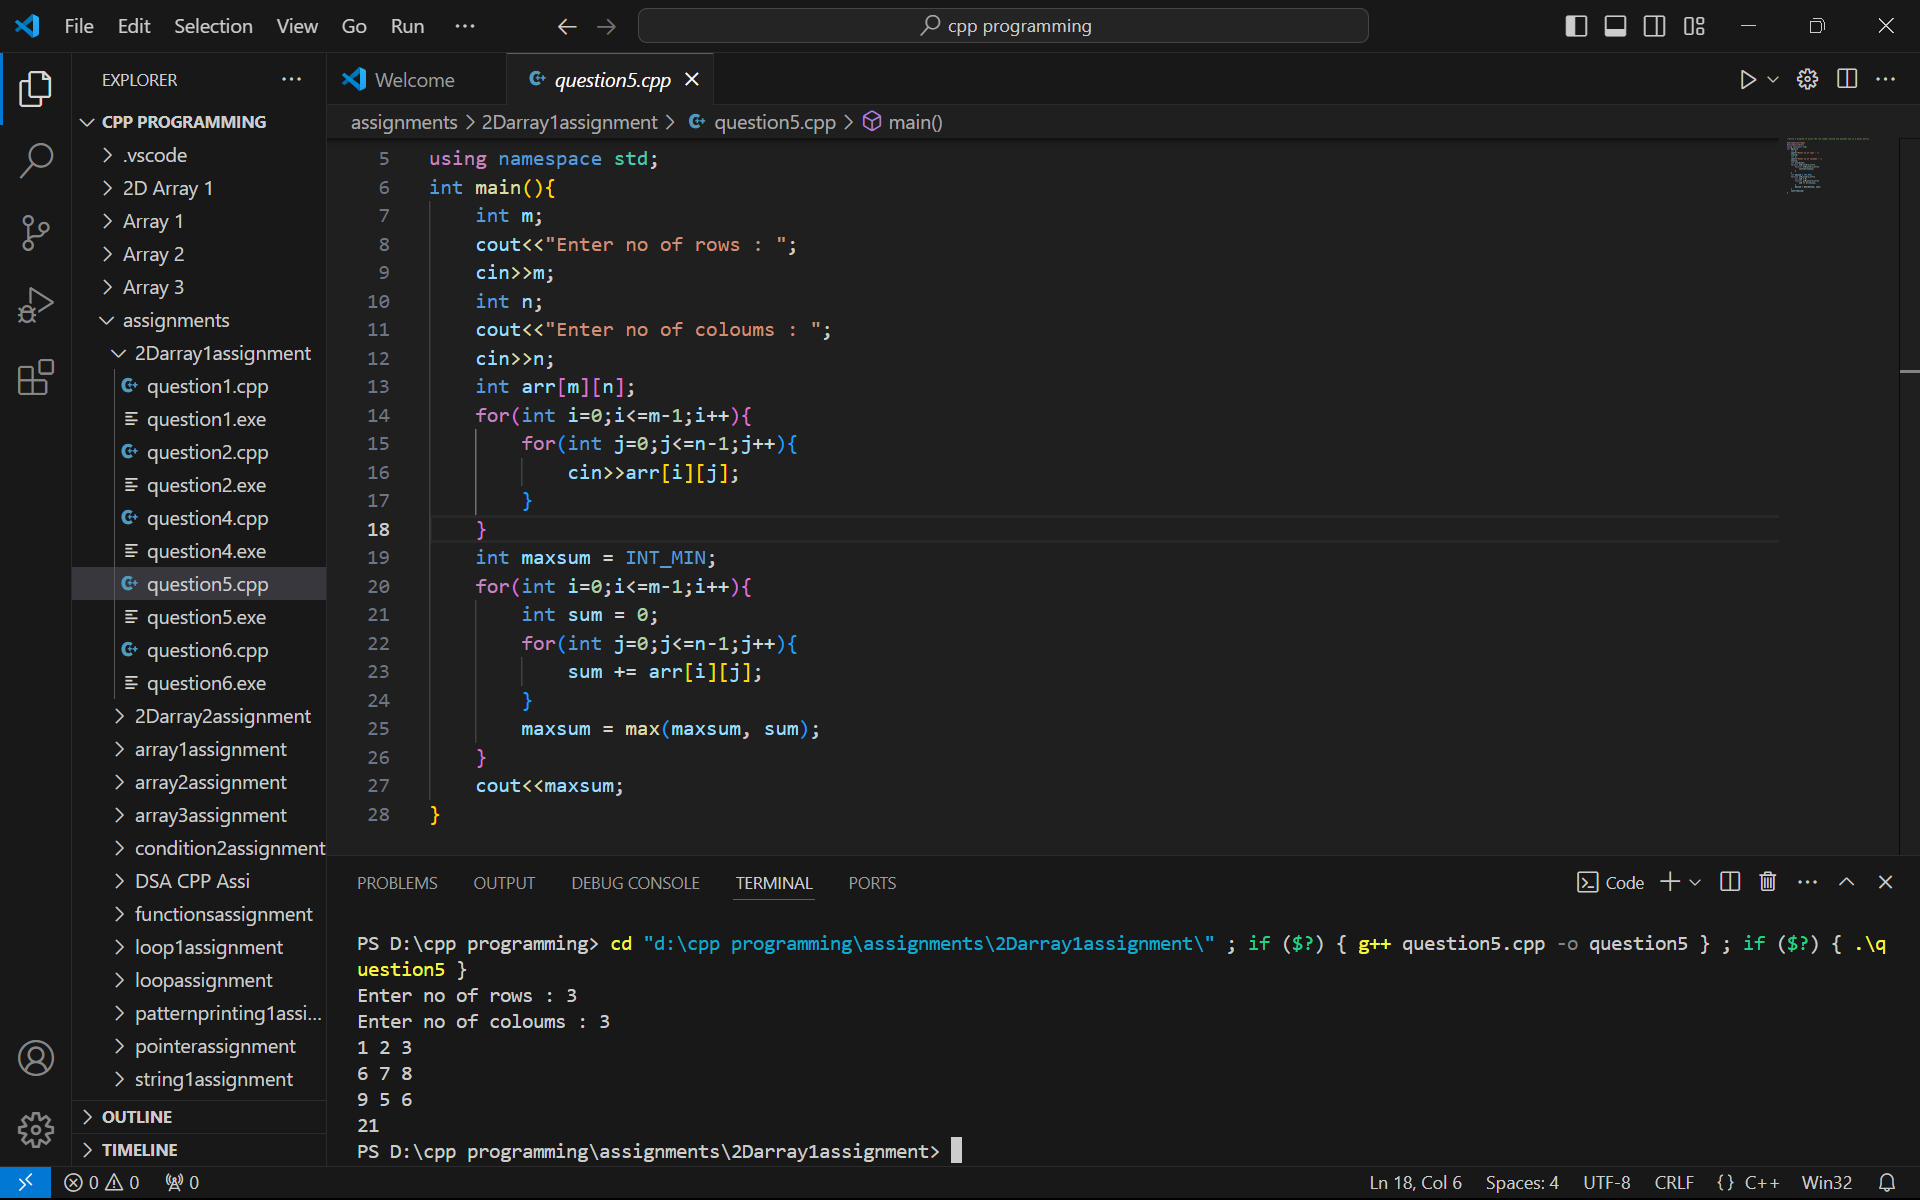 File Edit Selection View Go Run ···
cpp programming
EXPLORER ···
CPP PROGRAMMING
.vscode
2D Array 1
Array 1
Array 2
Array 3
assignments
2Darray1assignment
question1.cpp
question1.exe
question2.cpp
question2.exe
question4.cpp
question4.exe
question5.cpp
question5.exe
question6.cpp
question6.exe
2Darray2assignment
array1assignment
array2assignment
array3assignment
condition2assignment
DSA CPP Assi
functionsassignment
loop1assignment
loopassignment
patternprinting1assi...
pointerassignment
string1assignment
OUTLINE
TIMELINE
Welcome
question5.cpp
assignments > 2Darray1assignment > question5.cpp > main()
5 using namespace std;
6 int main(){
7     int m;
8     cout<<"Enter no of rows : ";
9     cin>>m;
10     int n;
11     cout<<"Enter no of coloums : ";
12     cin>>n;
13     int arr[m][n];
14     for(int i=0;i<=m-1;i++){
15         for(int j=0;j<=n-1;j++){
16             cin>>arr[i][j];
17         }
18     }
19     int maxsum = INT_MIN;
20     for(int i=0;i<=m-1;i++){
21         int sum = 0;
22         for(int j=0;j<=n-1;j++){
23             sum += arr[i][j];
24         }
25         maxsum = max(maxsum, sum);
26     }
27     cout<<maxsum;
28 }
PROBLEMS OUTPUT DEBUG CONSOLE TERMINAL PORTS
Code
PS D:\cpp programming> cd "d:\cpp programming\assignments\2Darray1assignment\" ; if ($?) { g++ question5.cpp -o question5 } ; if ($?) { .\q
uestion5 }
Enter no of rows : 3
Enter no of coloums : 3
1 2 3
6 7 8
9 5 6
21
PS D:\cpp programming\assignments\2Darray1assignment>
0 0 0
Ln 18, Col 6 Spaces: 4 UTF-8 CRLF {} C++ Win32